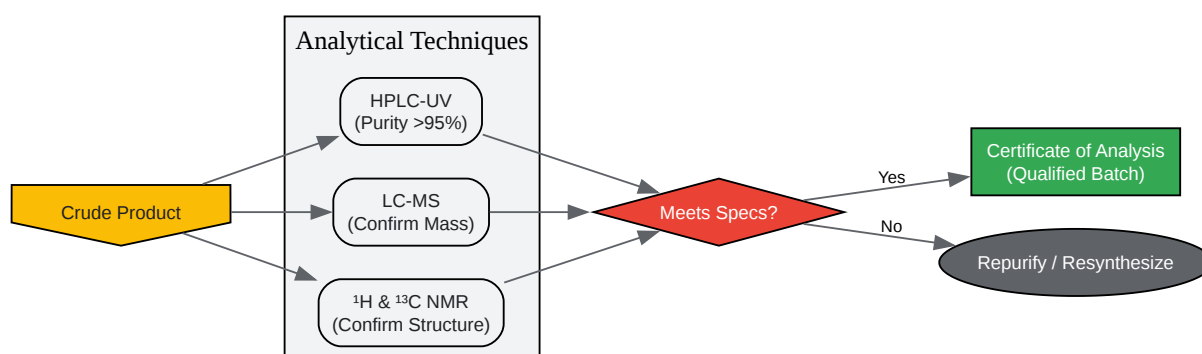 Analytical Techniques
HPLC-UV
(Purity >95%)
Crude Product
LC-MS
(Confirm Mass)
¹H & ¹³C NMR
(Confirm Structure)
Meets Specs?
Yes
No
Certificate of Analysis
(Qualified Batch)
Repurify / Resynthesize